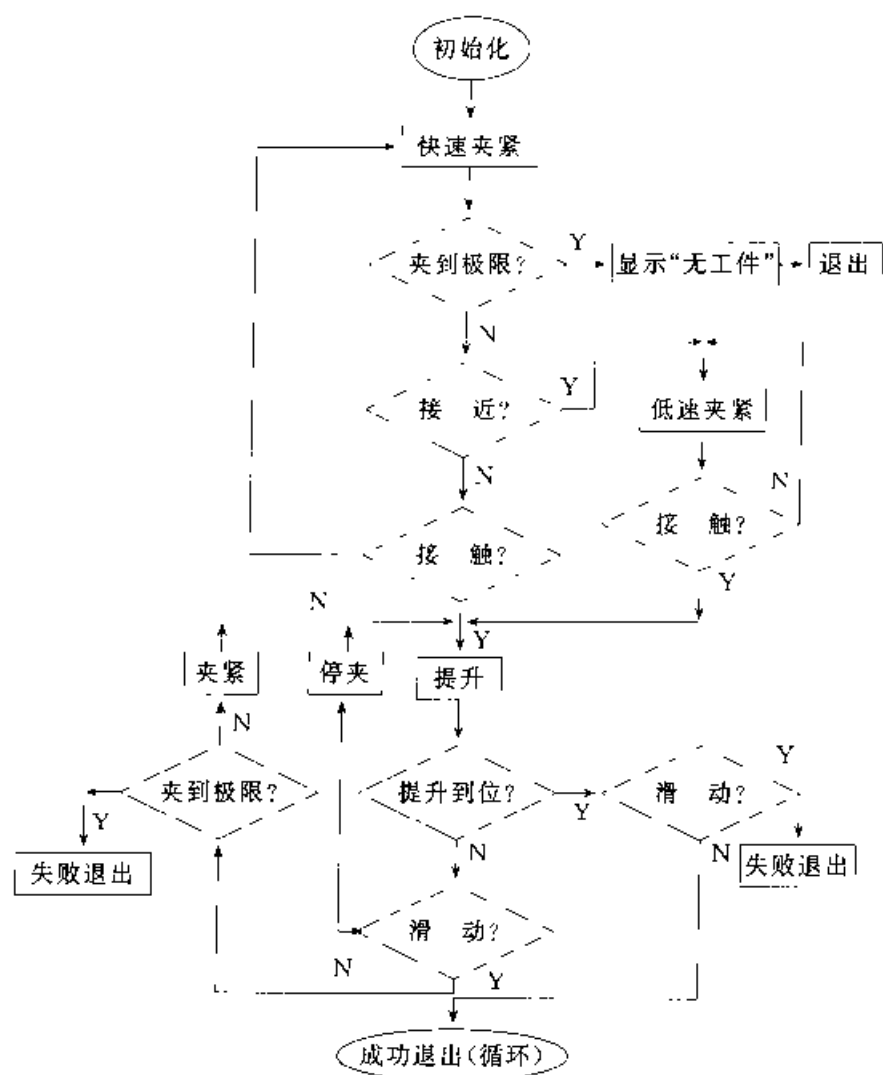 初始化
快速夹紧
夹到极限?
Y
显示“无工件”
退出
N
接 近?
Y
低速夹紧
N
N
接 触?
接 触?
Y
N
Y
夹紧
停夹
提升
N
夹到极限?
提升到位?
滑 动?
Y
Y
Y
N
N
失败退出
失败退出
滑 动?
N
Y
成功退出(循环)